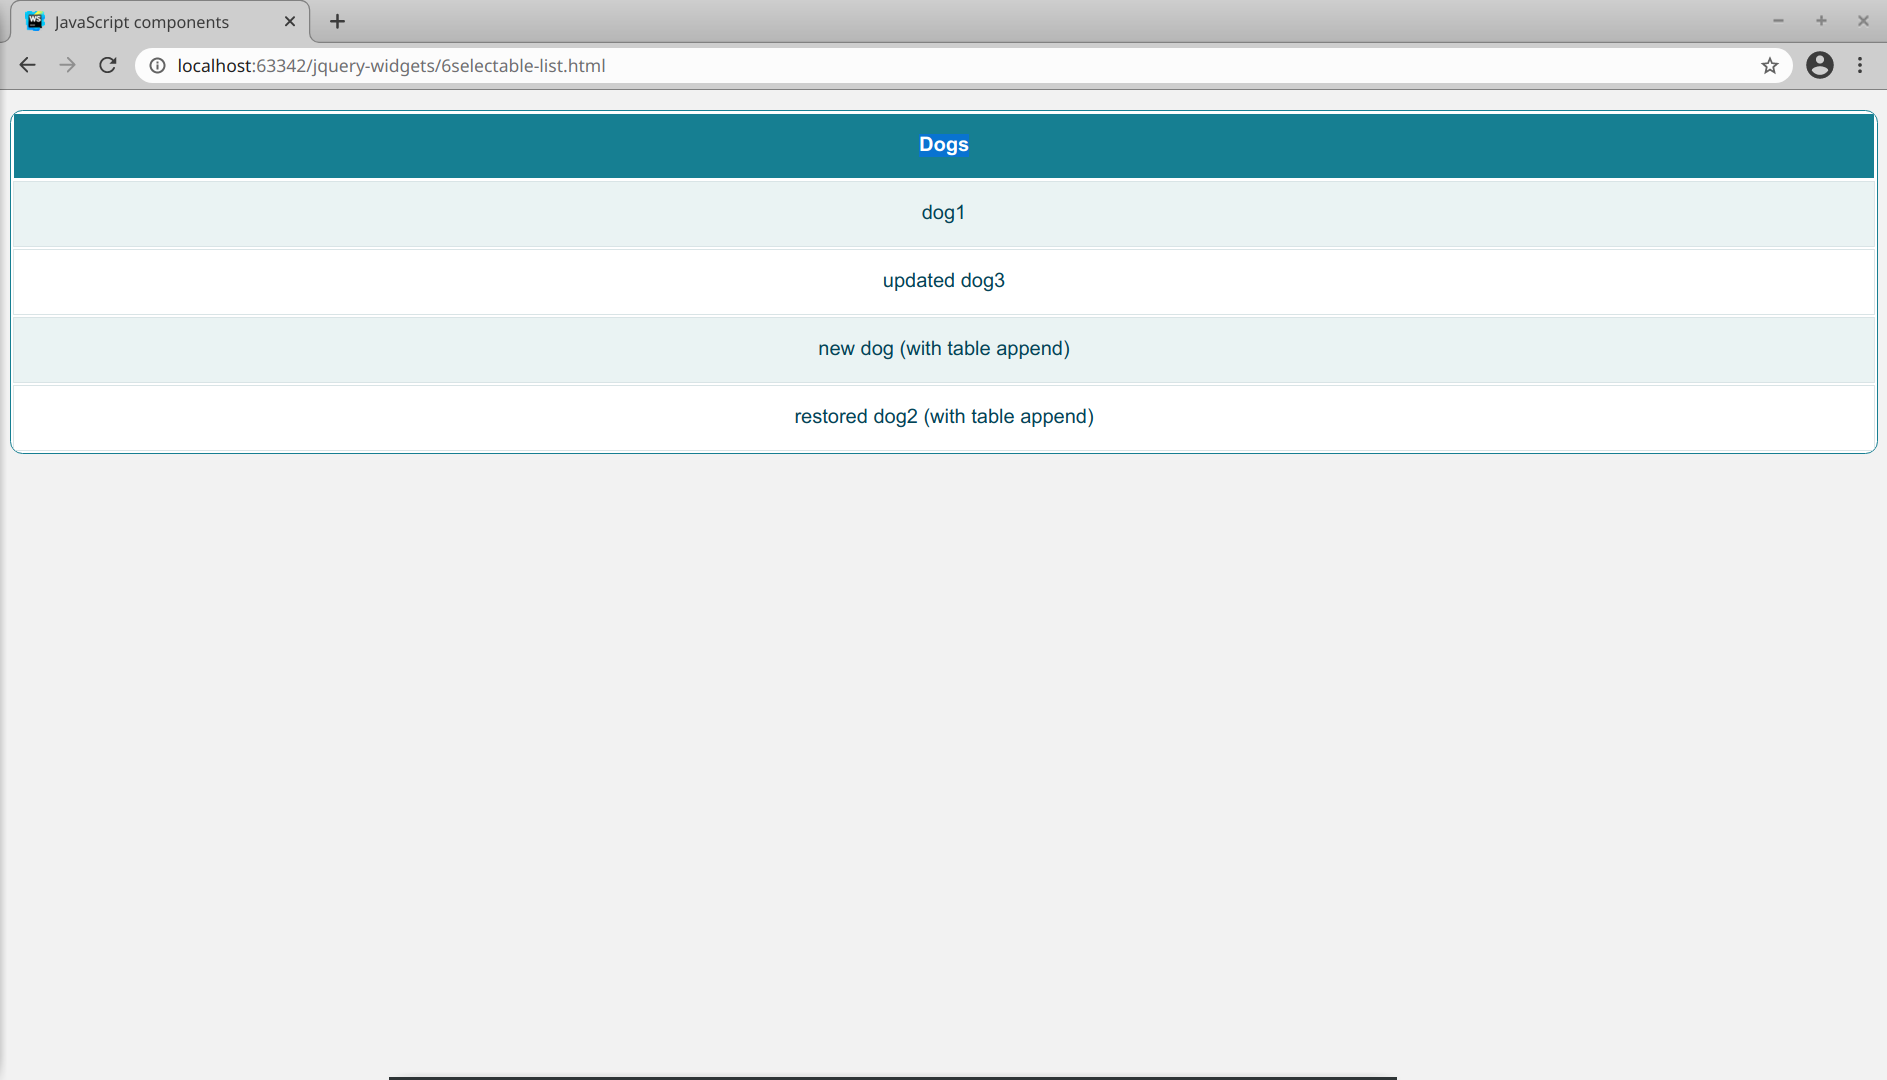 JavaScript components
localhost:63342/jquery-widgets/6selectable-list.html
Dogs
dog1
updated dog3
new dog (with table append)
restored dog2 (with table append)